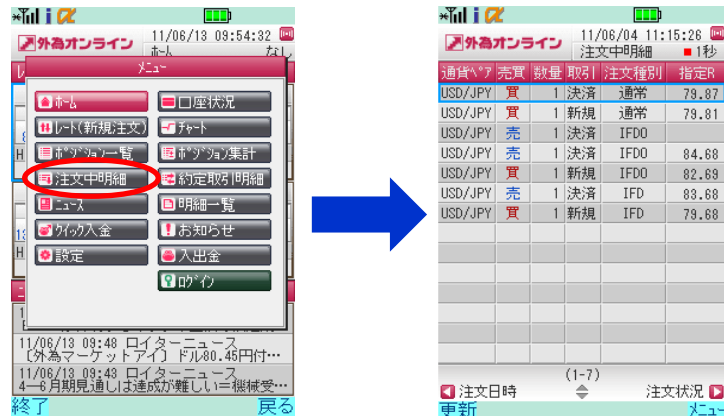 外為オンライン
11/06/13 09:54:32
ホーム なし
メニュー
ホーム 口座状況
レート(新規注文) チャート
ポジション一覧 ポジション集計
注文中明細 約定取引明細
ニュース 明細一覧
クイック入金 お知らせ
設定 入出金
ログイン
11/06/13 09:48 ロイターニュース
〔外為マーケットアイ〕ドル80.45円付…
11/06/13 09:43 ロイターニュース
4―6月期見通しは達成が難しい=機械受…
終了 戻る
外為オンライン
11/06/04 11:15:26
注文中明細 ■1秒
通貨ペア 売買 数量 取引 注文種別 指定R
USD/JPY 買 1 決済 通常 79.87
USD/JPY 買 1 新規 通常 79.81
USD/JPY 売 1 決済 IFDO
USD/JPY 売 1 決済 IFDO 84.68
USD/JPY 買 1 新規 IFDO 82.69
USD/JPY 売 1 決済 IFD 83.68
USD/JPY 買 1 新規 IFD 79.68
(1-7)
注文日時 注文状況
更新 メニュー